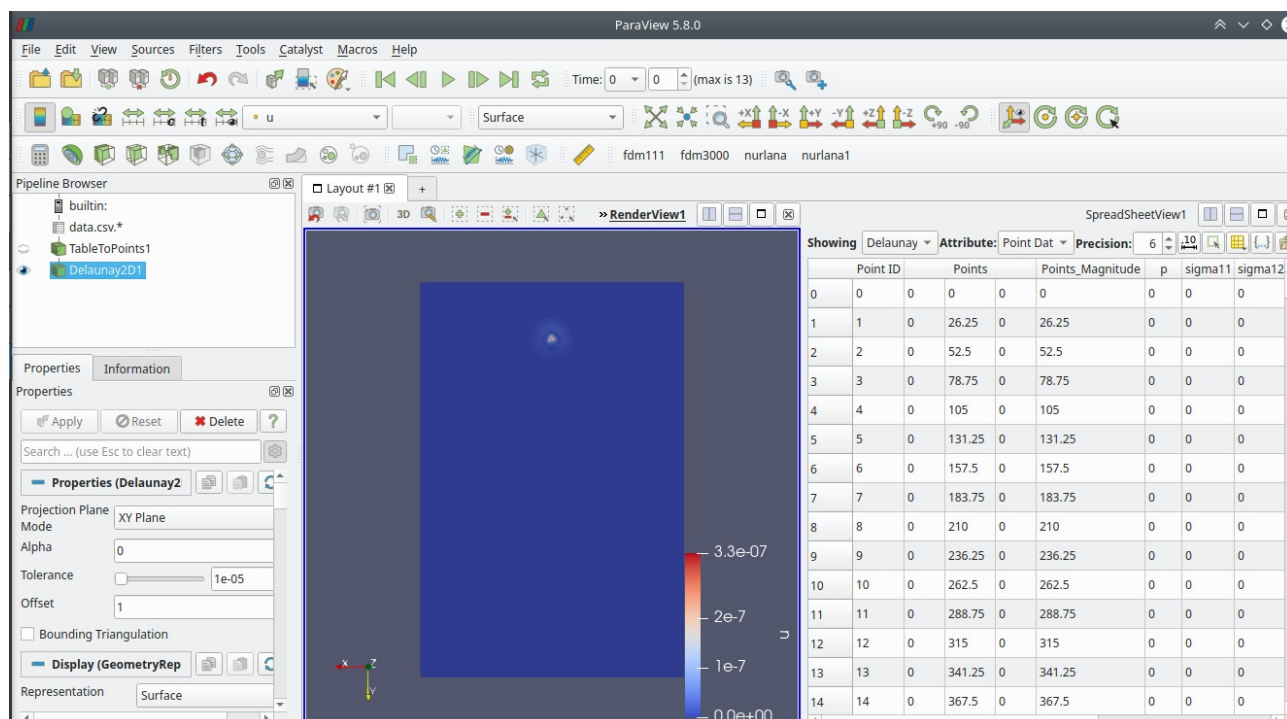 ParaView 5.8.0
File Edit View Sources Filters Tools Catalyst Macros Help
Time: 0 0 (max is 13)
u Surface +X -X +Y -Y +Z -Z +90 -90
fdm111 fdm3000 nurlana nurlana1
Pipeline Browser
builtin:
data.csv.*
TableToPoints1
Delaunay2D1
Properties Information
Properties
Apply Reset Delete ?
Search ... (use Esc to clear text)
Properties (Delaunay2
Projection Plane Mode XY Plane
Alpha 0
Tolerance 1e-05
Offset 1
Bounding Triangulation
Display (GeometryRep
Representation Surface
Layout #1 +
3D RenderView1
X Z
Y
3.3e-07
2e-7
u
1e-7
0.0e+00
SpreadSheetView1
Showing Delaunay Attribute: Point Dat Precision: 6 .10 {...}
Point ID Points Points_Magnitude p sigma11 sigma12
0 0 0 0 0 0 0 0 0
1 1 0 26.25 0 26.25 0 0 0
2 2 0 52.5 0 52.5 0 0 0
3 3 0 78.75 0 78.75 0 0 0
4 4 0 105 0 105 0 0 0
5 5 0 131.25 0 131.25 0 0 0
6 6 0 157.5 0 157.5 0 0 0
7 7 0 183.75 0 183.75 0 0 0
8 8 0 210 0 210 0 0 0
9 9 0 236.25 0 236.25 0 0 0
10 10 0 262.5 0 262.5 0 0 0
11 11 0 288.75 0 288.75 0 0 0
12 12 0 315 0 315 0 0 0
13 13 0 341.25 0 341.25 0 0 0
14 14 0 367.5 0 367.5 0 0 0